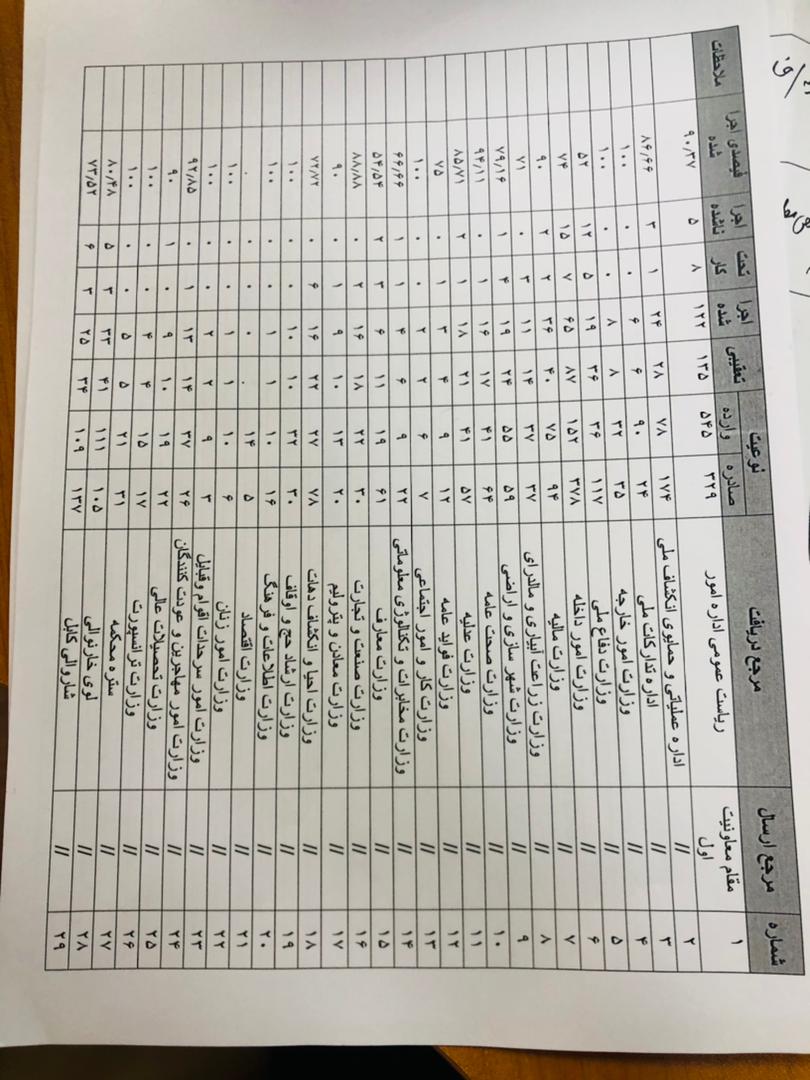 شماره مرجع ارسال مرجع دریافت نوعیت صادره وارده تعقیبی اجرا شده تحت کار اجرا ناشده فیصدی اجرا شده ملاحظات
۱ مقام معاونیت اول ریاست عمومی اداره امور ۳۲۹ ۵۴۵ ۱۳۵ ۱۲۲ ۸ ۵ ۹۰٫۳۷
۲ // اداره عملیاتی و حمایوی انکشاف ملی ۱۷۴ ۷۸ ۲۸ ۲۴ ۱ ۳ ۸۶٫۶۶
۳ // اداره تدارکات ملی ۲۴ ۹۰ ۶ ۶ ۰ ۰ ۱۰۰
۴ // وزارت امور خارجه ۳۵ ۳۲ ۸ ۸ ۰ ۰ ۱۰۰
۵ // وزارت دفاع ملی ۱۱۷ ۳۶ ۳۶ ۱۹ ۵ ۱۲ ۵۲
۶ // وزارت امور داخله ۳۷۸ ۱۵۲ ۸۷ ۶۵ ۷ ۱۵ ۷۴
۷ // وزارت مالیه ۹۴ ۷۵ ۴۰ ۳۶ ۲ ۲ ۹۰
۸ // وزارت زراعت آبیاری و مالداری ۳۷ ۳۷ ۱۴ ۱۱ ۳ ۰ ۷۱
۹ // وزارت شهر سازی و اراضی ۵۹ ۵۵ ۲۴ ۱۹ ۴ ۱ ۷۹٫۱۶
۱۰ // وزارت صحت عامه ۶۴ ۴۱ ۱۷ ۱۶ ۱ ۰ ۹۴٫۱۱
۱۱ // وزارت عدلیه ۵۷ ۴۱ ۲۱ ۱۸ ۱ ۲ ۸۵٫۷۱
۱۲ // وزارت فواید عامه ۱۲ ۹ ۴ ۳ ۱ ۰ ۷۵
۱۳ // وزارت کار و امور اجتماعی ۷ ۶ ۲ ۲ ۰ ۰ ۱۰۰
۱۴ // وزارت مخابرات و تکنالوژی معلوماتی ۲۲ ۹ ۶ ۴ ۱ ۱ ۶۶٫۶۶
۱۵ // وزارت معارف ۶۱ ۱۹ ۱۱ ۶ ۳ ۲ ۵۴٫۵۴
۱۶ // وزارت صنعت و تجارت ۳۰ ۲۲ ۱۸ ۱۶ ۲ ۰ ۸۸٫۸۸
۱۷ // وزارت معادن و پترولیم ۲۰ ۱۳ ۱۰ ۹ ۱ ۰ ۹۰
۱۸ // وزارت احیا و انکشاف دهات ۷۸ ۲۷ ۲۲ ۱۶ ۶ ۰ ۷۲٫۷۲
۱۹ // وزارت ارشاد حج و اوقاف ۳۰ ۳۲ ۱۰ ۱۰ ۰ ۰ ۱۰۰
۲۰ // وزارت اطلاعات و فرهنگ ۱۶ ۱۰ ۱ ۱ ۰ ۰ ۱۰۰
۲۱ // وزارت اقتصاد ۵ ۱۴ ۰ ۰ ۰ ۰ ۰
۲۲ // وزارت امور زنان ۶ ۱۰ ۱ ۱ ۰ ۰ ۱۰۰
۲۳ // وزارت امور سرحدات اقوام وقبایل ۳ ۹ ۲ ۲ ۰ ۰ ۱۰۰
۲۴ // وزارت امور مهاجرین و عودت کنندگان ۲۶ ۳۷ ۱۴ ۱۳ ۱ ۰ ۹۲٫۸۵
۲۵ // وزارت تحصیلات عالی ۲۲ ۱۹ ۱۰ ۹ ۰ ۱ ۹۰
۲۶ // وزارت ترانسپورت ۱۷ ۱۵ ۴ ۴ ۰ ۰ ۱۰۰
۲۷ // ستره محکمه ۳۱ ۲۱ ۵ ۵ ۰ ۰ ۱۰۰
۲۸ // لوی څارنوالی ۱۰۵ ۱۱۱ ۴۱ ۳۳ ۳ ۵ ۸۰٫۴۸
۲۹ // شاروالی کابل ۱۳۷ ۱۰۹ ۳۴ ۲۵ ۳ ۶ ۷۳٫۵۲